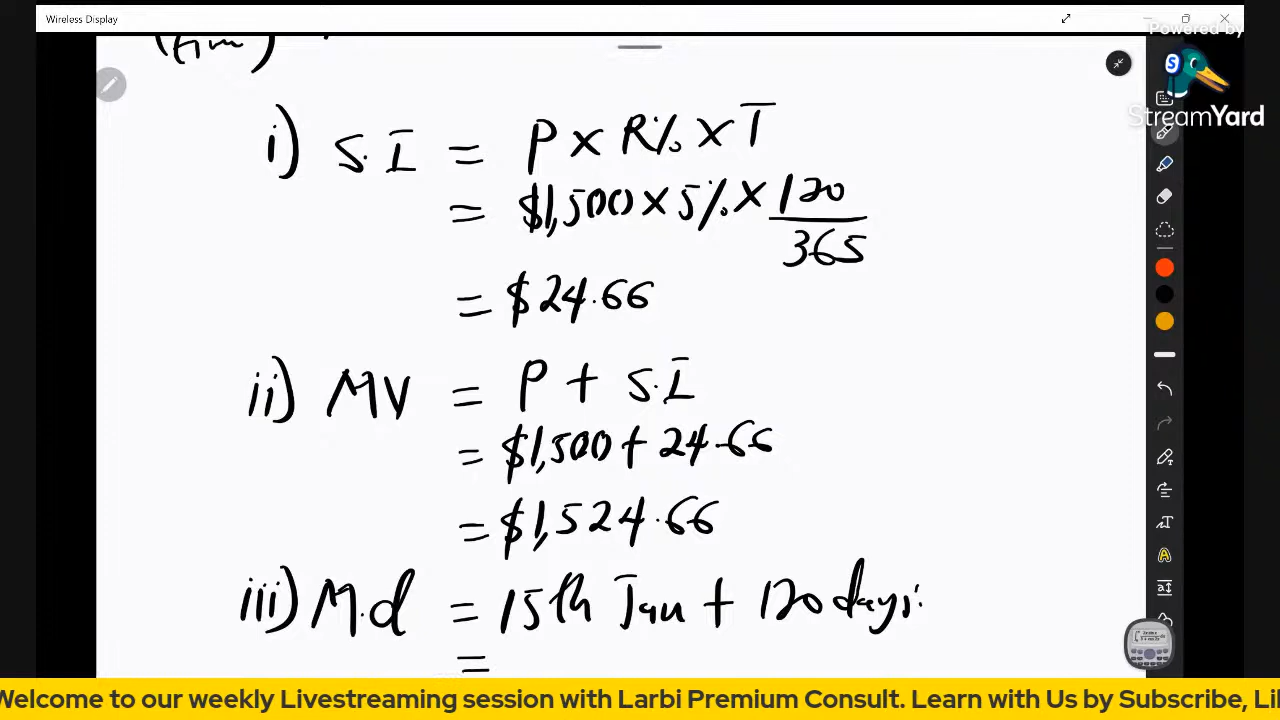 Wireless Display
Powered by
StreamYard
(time)
i) S.I = P x R% x T
= $1,500 x 5% x 120/365
= $24.66
ii) MV = P + S.I
= $1,500 + 24.66
= $1,524.66
iii) M.d = 15th Jan + 120 days
=
Welcome to our weekly Livestreaming session with Larbi Premium Consult. Learn with Us by Subscribe, Li